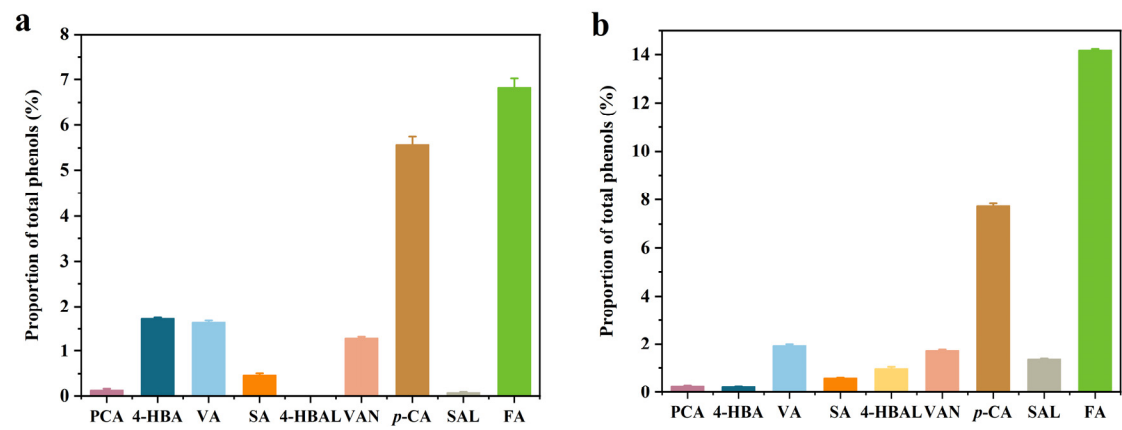 a
Proportion of total phenols (%)
8
7
6
5
4
3
2
1
0
PCA 4-HBA VA SA 4-HBAL VAN p-CA SAL FA
b
Proportion of total phenols (%)
14
12
10
8
6
4
2
0
PCA 4-HBA VA SA 4-HBAL VAN p-CA SAL FA